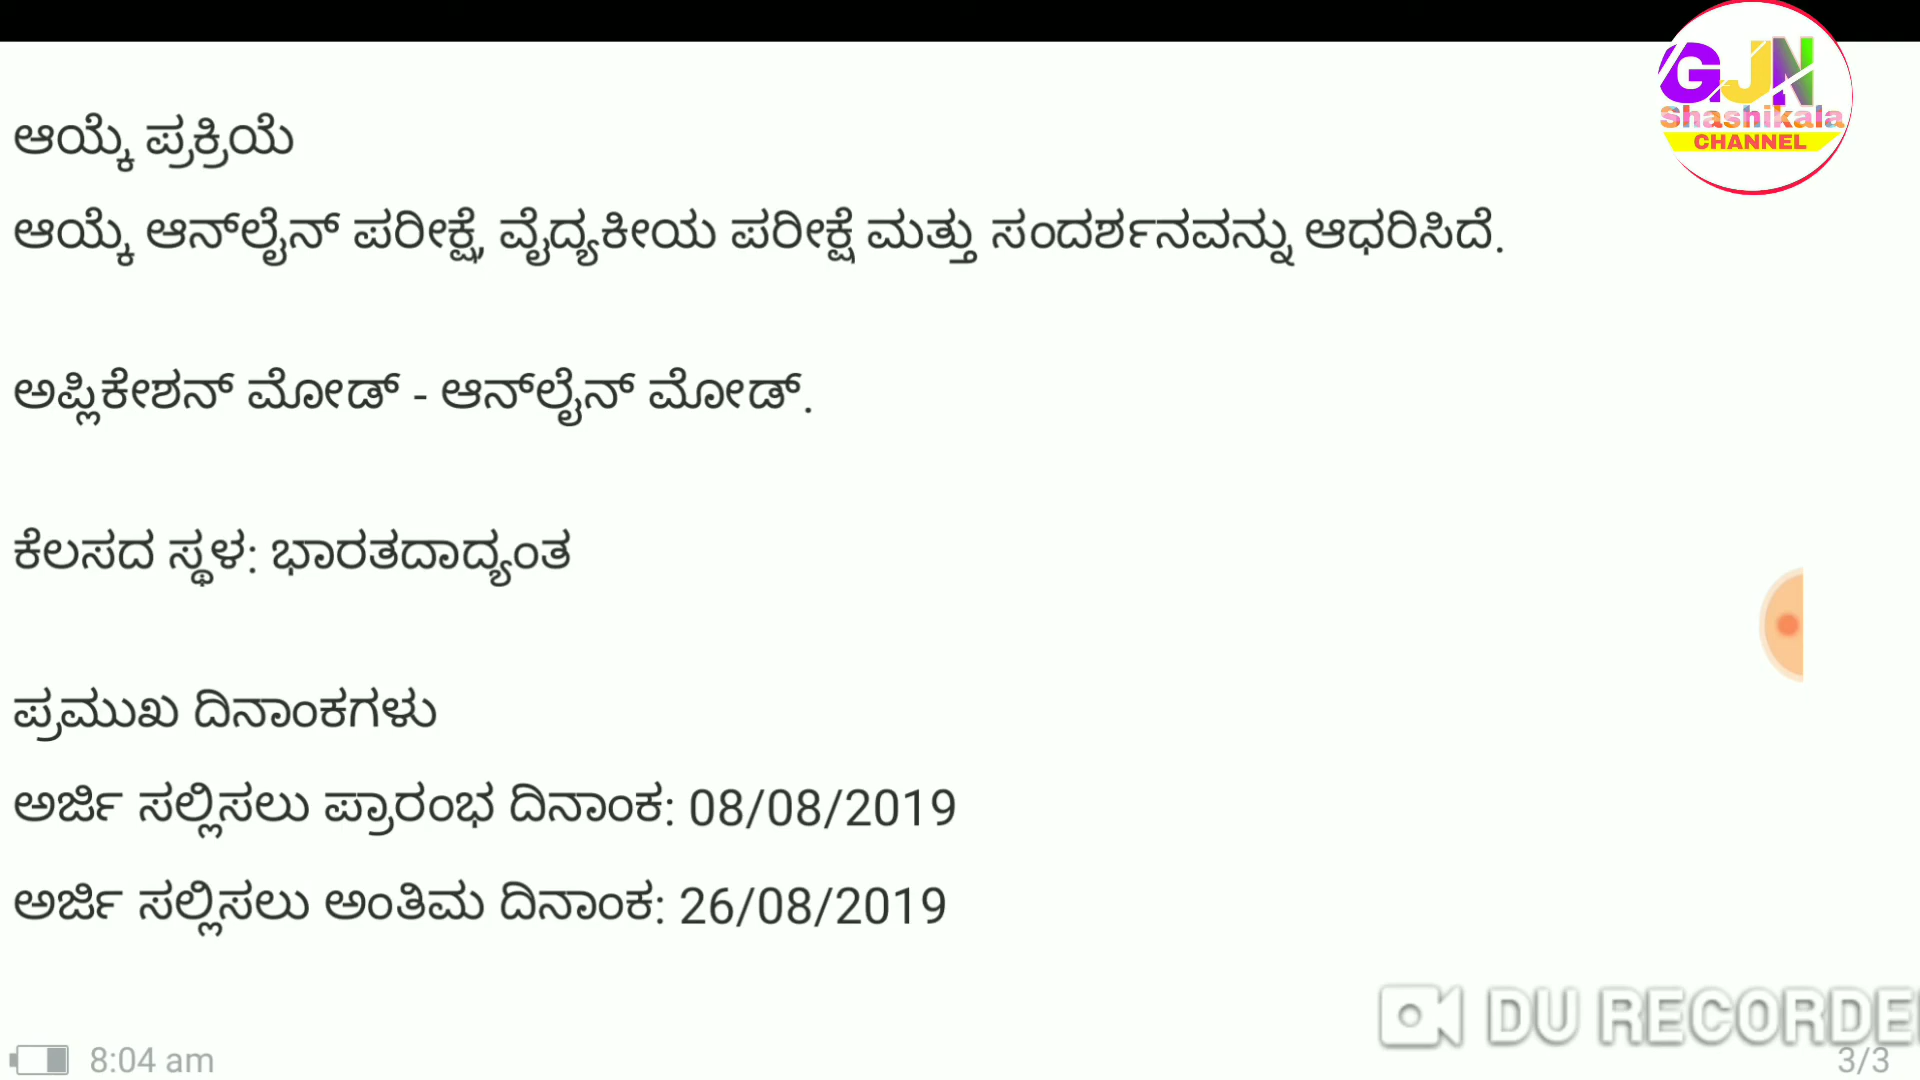 GJN
Shashikala
CHANNEL
ಆಯ್ಕೆ ಪ್ರಕ್ರಿಯೆ
ಆಯ್ಕೆ ಆನ್‌ಲೈನ್ ಪರೀಕ್ಷೆ, ವೈದ್ಯಕೀಯ ಪರೀಕ್ಷೆ ಮತ್ತು ಸಂದರ್ಶನವನ್ನು ಆಧರಿಸಿದೆ.
ಅಪ್ಲಿಕೇಶನ್ ಮೋಡ್ - ಆನ್‌ಲೈನ್ ಮೋಡ್.
ಕೆಲಸದ ಸ್ಥಳ: ಭಾರತದಾದ್ಯಂತ
ಪ್ರಮುಖ ದಿನಾಂಕಗಳು
ಅರ್ಜಿ ಸಲ್ಲಿಸಲು ಪ್ರಾರಂಭ ದಿನಾಂಕ: 08/08/2019
ಅರ್ಜಿ ಸಲ್ಲಿಸಲು ಅಂತಿಮ ದಿನಾಂಕ: 26/08/2019
DU RECORDE
8:04 am
3/3